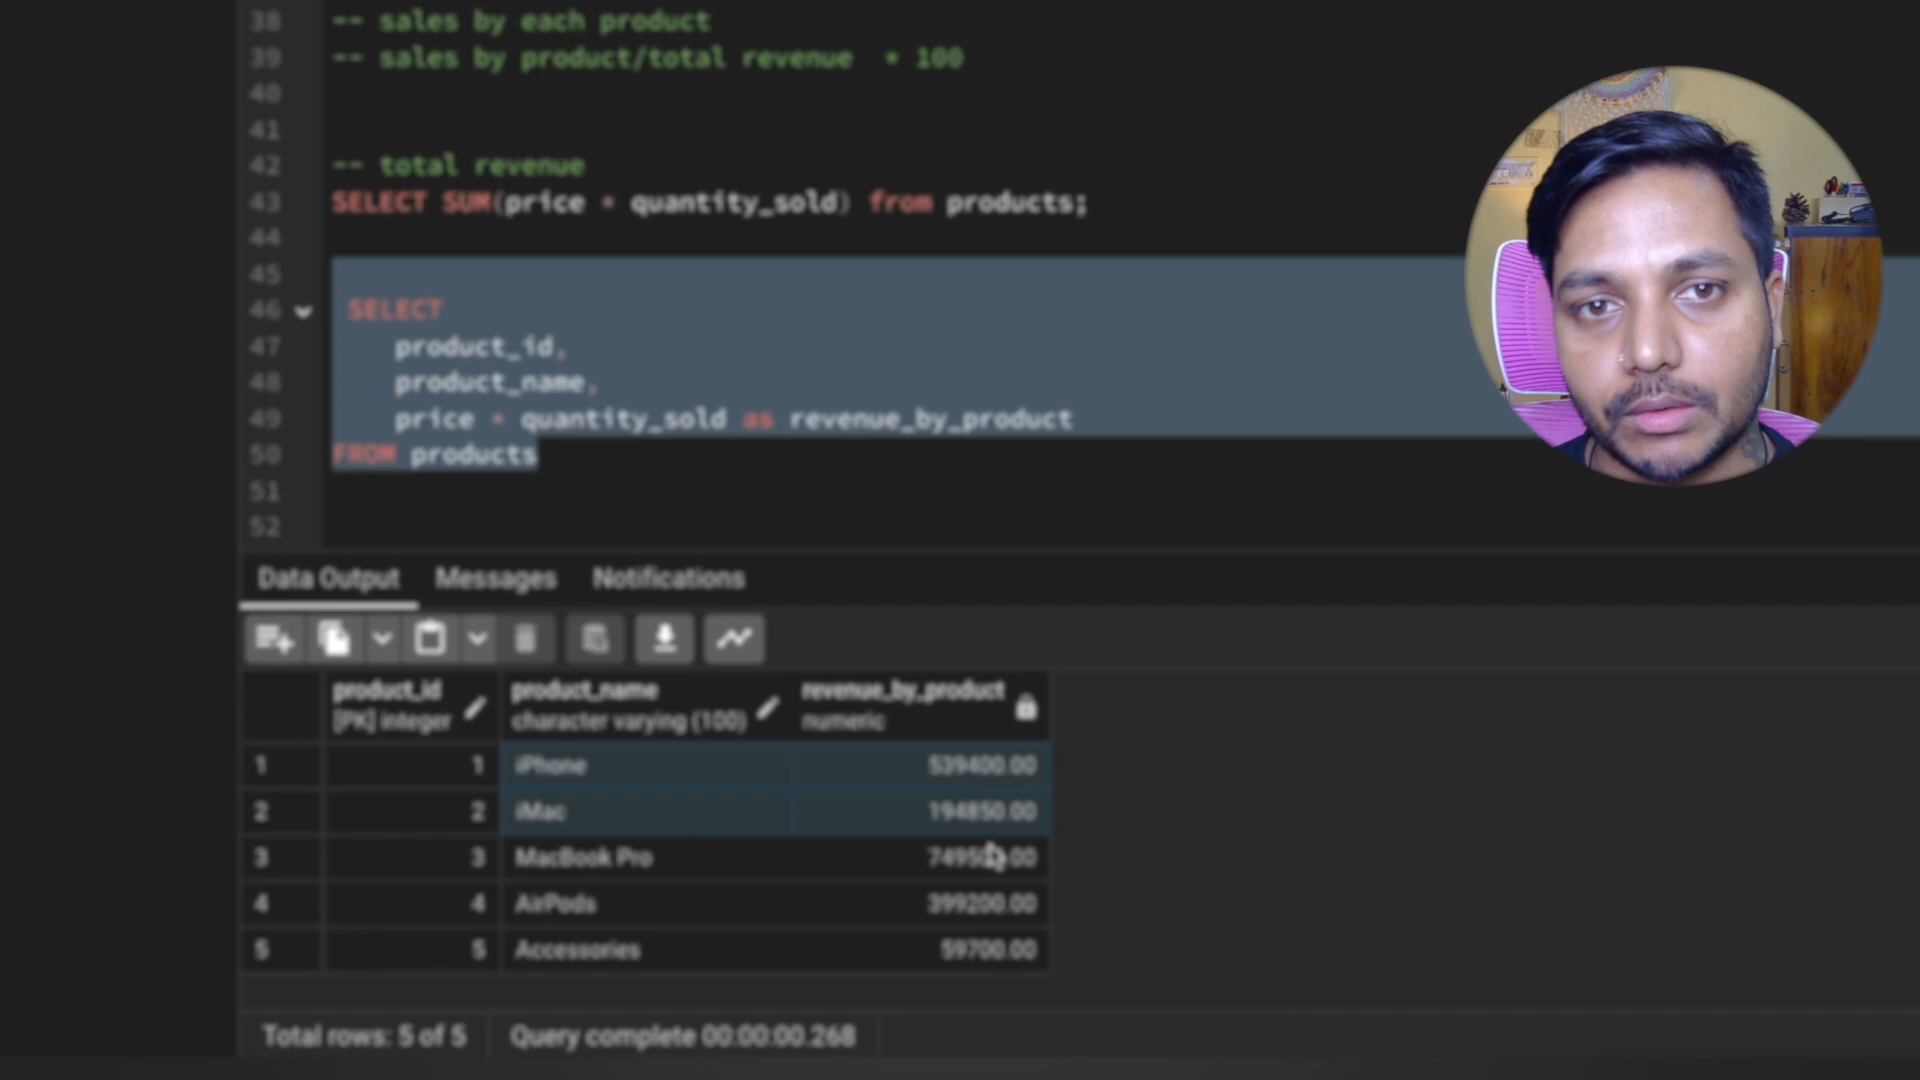 38 -- sales by each product
39 -- sales by product/total revenue * 100
40
41
42 -- total revenue
43 SELECT SUM(price * quantity_sold) from products;
44
45
46 SELECT
47 product_id,
48 product_name,
49 price * quantity_sold as revenue_by_product
50 FROM products
51
52
Data Output Messages Notifications
product_id product_name revenue_by_product
[PK] integer character varying (100) numeric
1 1 iPhone 539400.00
2 2 iMac 194850.00
3 3 MacBook Pro
4 4 AirPods 399200.00
5 5 Accessories 59700.00
Total rows: 5 of 5 Query complete 00:00:00.268